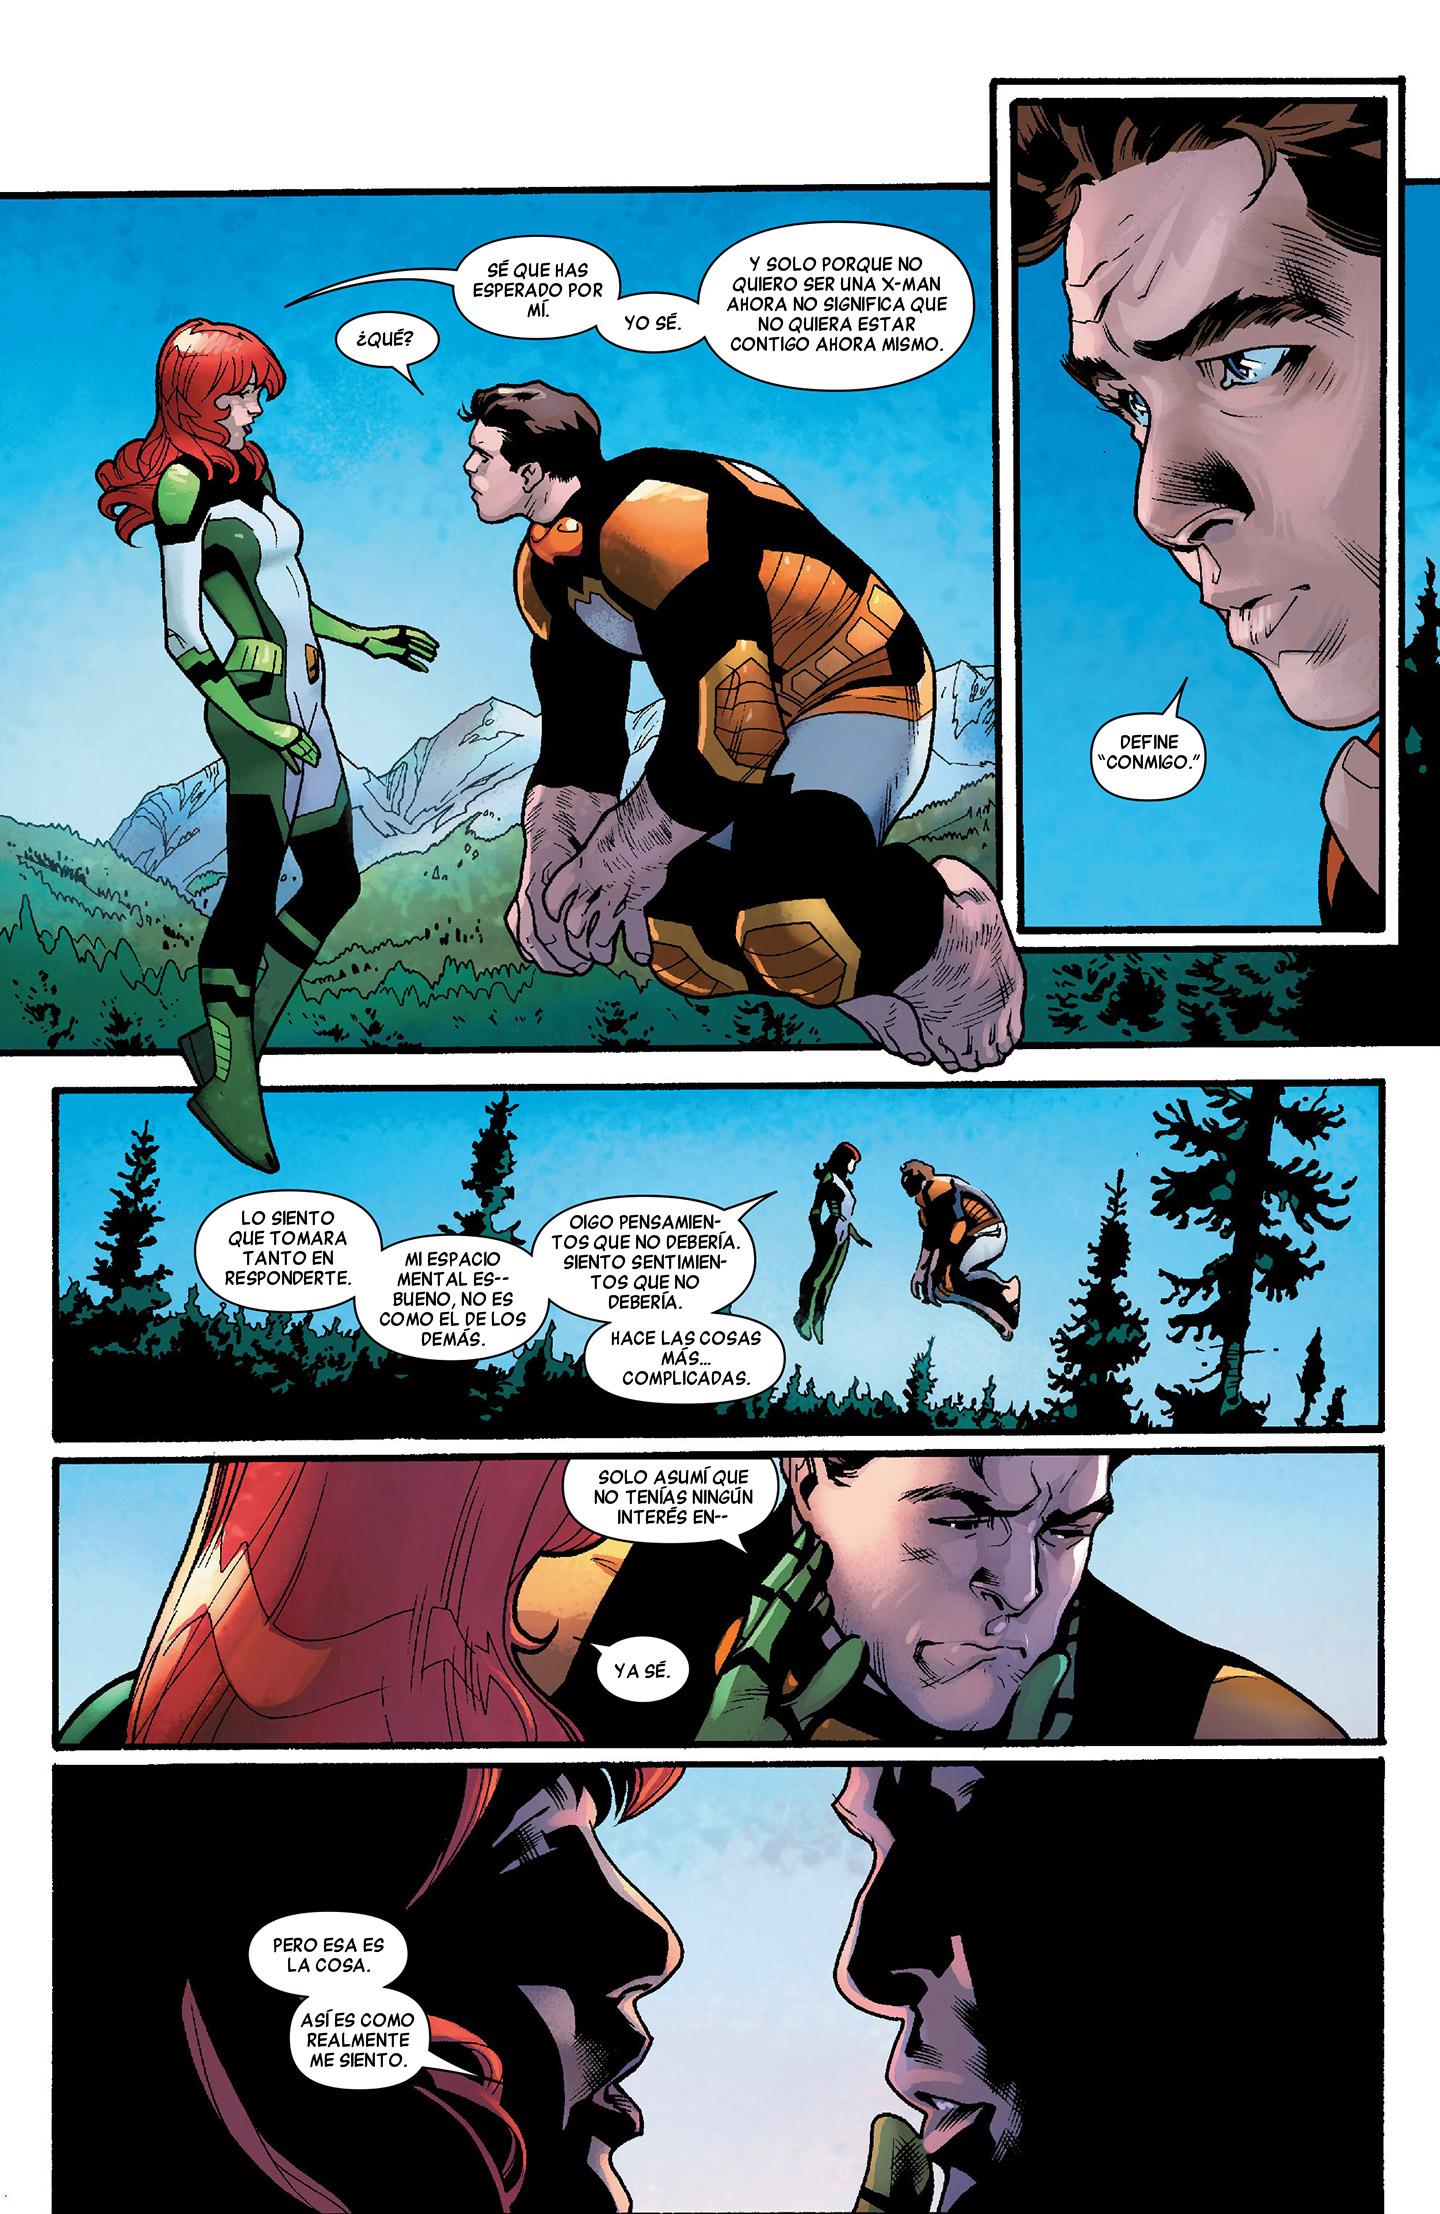 SÉ QUE HAS
ESPERADO POR
MÍ.
¿QUÉ?
YO SÉ.
Y SOLO PORQUE NO
QUIERO SER UNA X-MAN
AHORA NO SIGNIFICA QUE
NO QUIERA ESTAR
CONTIGO AHORA MISMO.
DEFINE
“CONMIGO.”
LO SIENTO
QUE TOMARA
TANTO EN
RESPONDERTE.
MI ESPACIO
MENTAL ES--
BUENO, NO ES
COMO EL DE LOS
DEMÁS.
OIGO PENSAMIEN-
TOS QUE NO DEBERÍA.
SIENTO SENTIMIEN-
TOS QUE NO
DEBERÍA.
HACE LAS COSAS
MÁS...
COMPLICADAS.
SOLO ASUMÍ QUE
NO TENÍAS NINGÚN
INTERÉS EN--
YA SÉ.
PERO ESA ES
LA COSA.
ASÍ ES COMO
REALMENTE
ME SIENTO.